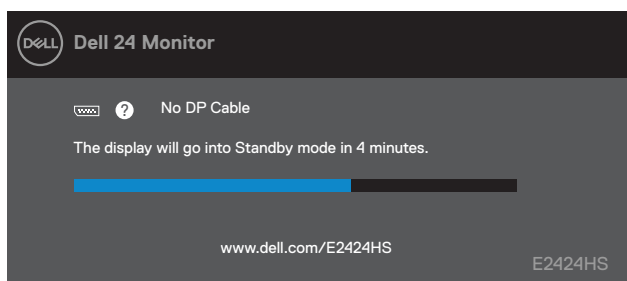 DELL Dell 24 Monitor
? No DP Cable
The display will go into Standby mode in 4 minutes.
www.dell.com/E2424HS
E2424HS